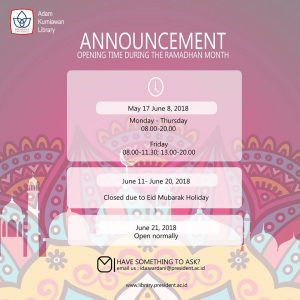 Adam
Kurniawan
Library
ANNOUNCEMENT
OPENING TIME DURING THE RAMADHAN MONTH
May 17 June 8, 2018
Monday - Thursday
08.00-20.00
Friday
08.00-11.30; 13.00-20.00
June 11- June 20, 2018
Closed due to Eid Mubarak Holiday
June 21, 2018
Open normally
HAVE SOMETHING TO ASK?
email us : idawardani@president.ac.id
www.library.president.ac.id